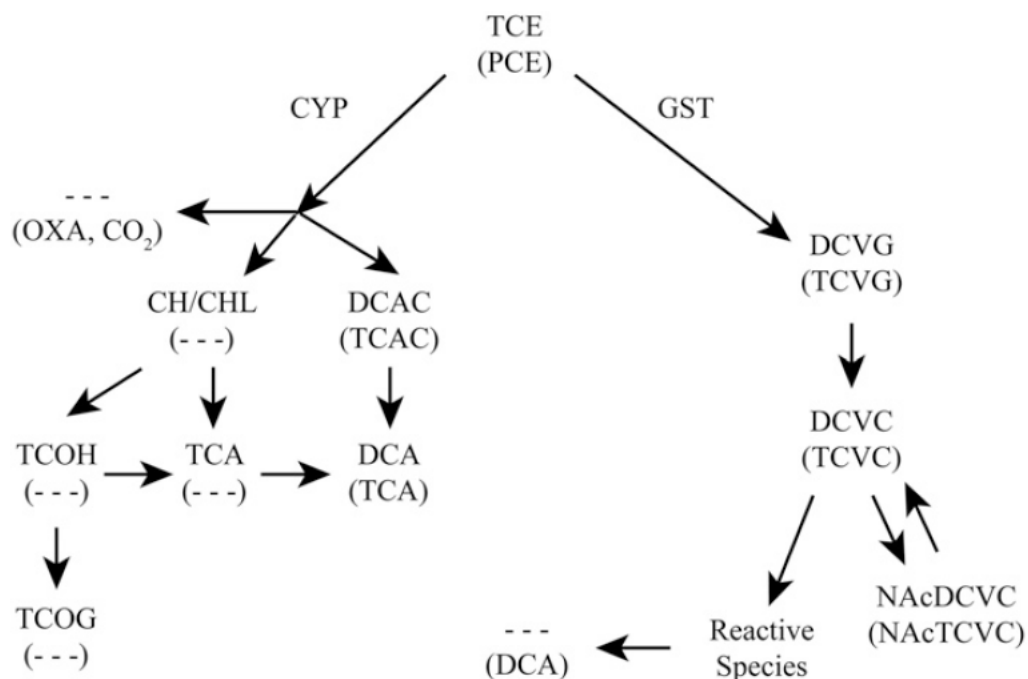 TCE
(PCE)
CYP
GST
- - -
(OXA, CO₂)
DCVG
(TCVG)
CH/CHL
(- - -)
DCAC
(TCAC)
DCVC
(TCVC)
TCOH
(- - -)
TCA
(- - -)
DCA
(TCA)
NAcDCVC
(NAcTCVC)
TCOG
(- - -)
- - -
(DCA)
Reactive
Species